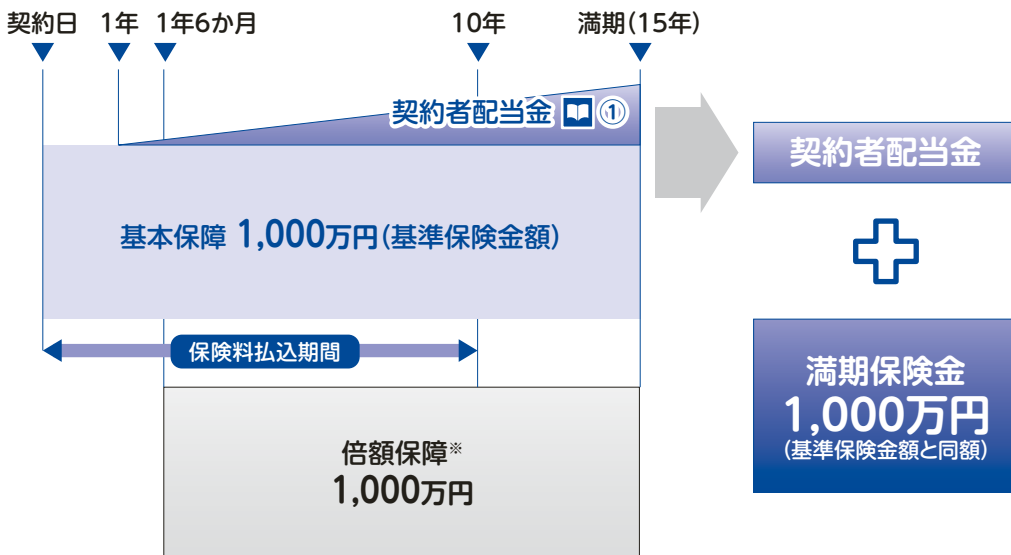 契約日 1年 1年6か月 10年 満期(15年)
契約者配当金 ①
基本保障 1,000万円(基準保険金額)
保険料払込期間
倍額保障※
1,000万円
契約者配当金
満期保険金
1,000万円
(基準保険金額と同額)